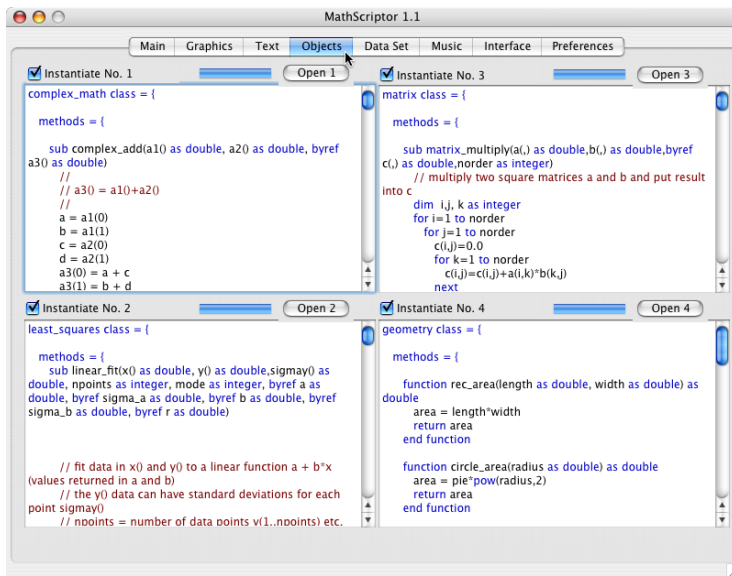 MathScriptor 1.1
Main Graphics Text Objects Data Set Music Interface Preferences
Instantiate No. 1 Open 1
complex_math class = {
methods = {
sub complex_add(a1() as double, a2() as double, byref
a3() as double)
//
// a3() = a1()+a2()
//
a = a1(0)
b = a1(1)
c = a2(0)
d = a2(1)
a3(0) = a + c
a3(1) = b + d
Instantiate No. 3 Open 3
matrix class = {
methods = {
sub matrix_multiply(a(,) as double,b(,) as double,byref
c(,) as double,norder as integer)
// multiply two square matrices a and b and put result
into c
dim i,j, k as integer
for i=1 to norder
for j=1 to norder
c(i,j)=0.0
for k=1 to norder
c(i,j)=c(i,j)+a(i,k)*b(k,j)
next
Instantiate No. 2 Open 2
least_squares class = {
methods = {
sub linear_fit(x() as double, y() as double,sigmay() as
double, npoints as integer, mode as integer, byref a as
double, byref sigma_a as double, byref b as double, byref
sigma_b as double, byref r as double)
// fit data in x() and y() to a linear function a + b*x
(values returned in a and b)
// the y() data can have standard deviations for each
point sigmay()
// npoints = number of data points y(1..npoints) etc.
Instantiate No. 4 Open 4
geometry class = {
methods = {
function rec_area(length as double, width as double) as
double
area = length*width
return area
end function
function circle_area(radius as double) as double
area = pie*pow(radius,2)
return area
end function